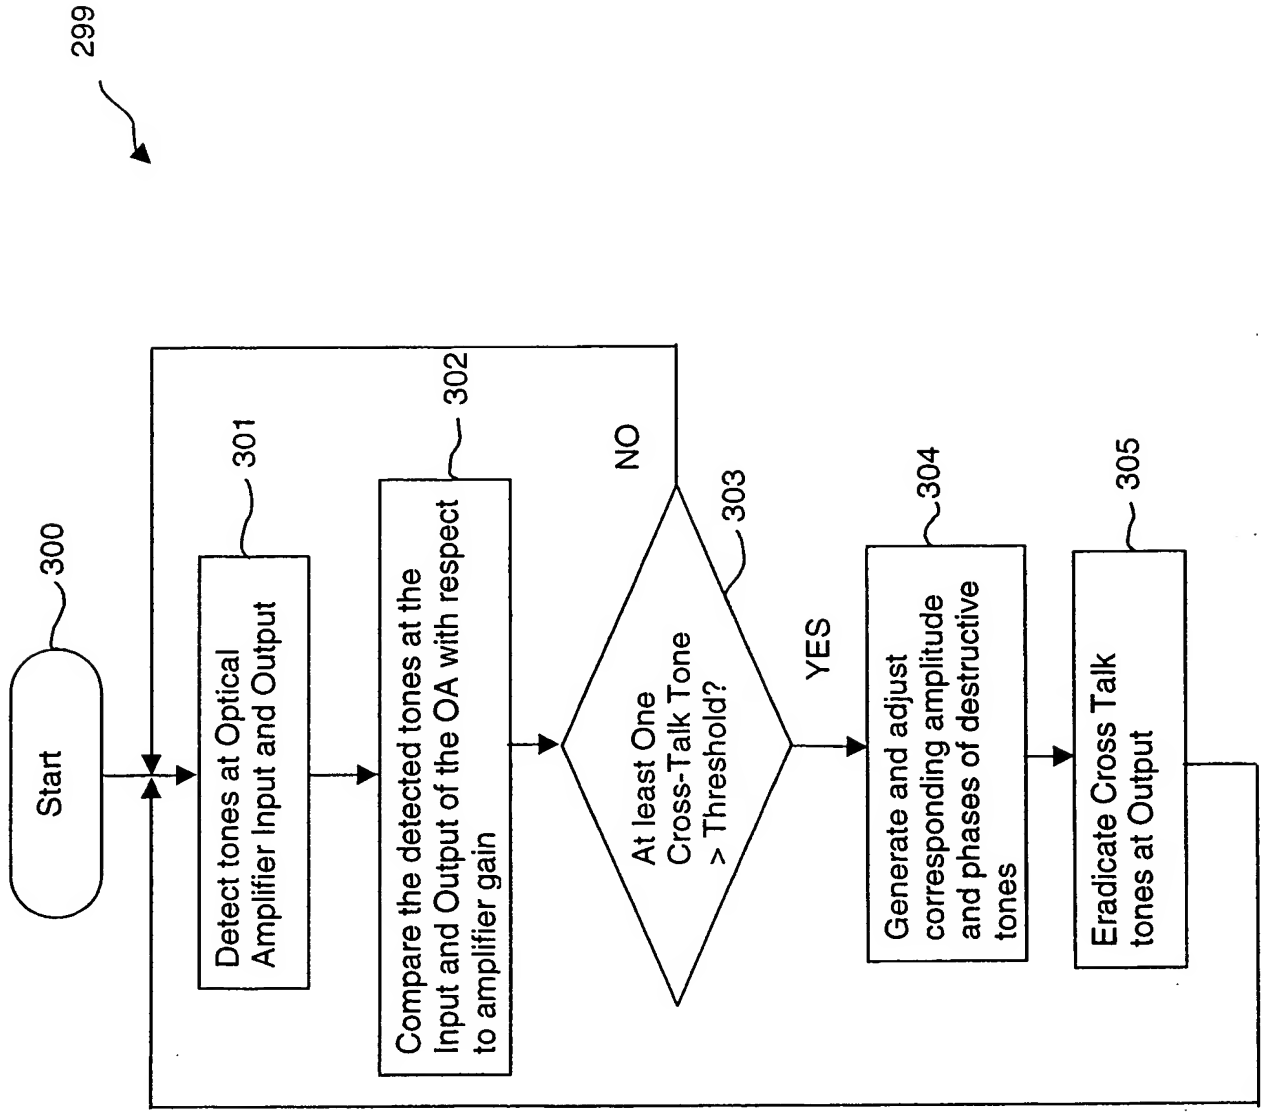 299
300
Start
301
Detect tones at Optical
Amplifier Input and Output
302
Compare the detected tones at the
Input and Output of the OA with respect
to amplifier gain
NO
303
At least One
Cross-Talk Tone
> Threshold?
YES
304
Generate and adjust
corresponding amplitude
and phases of destructive
tones
305
Eradicate Cross Talk
tones at Output